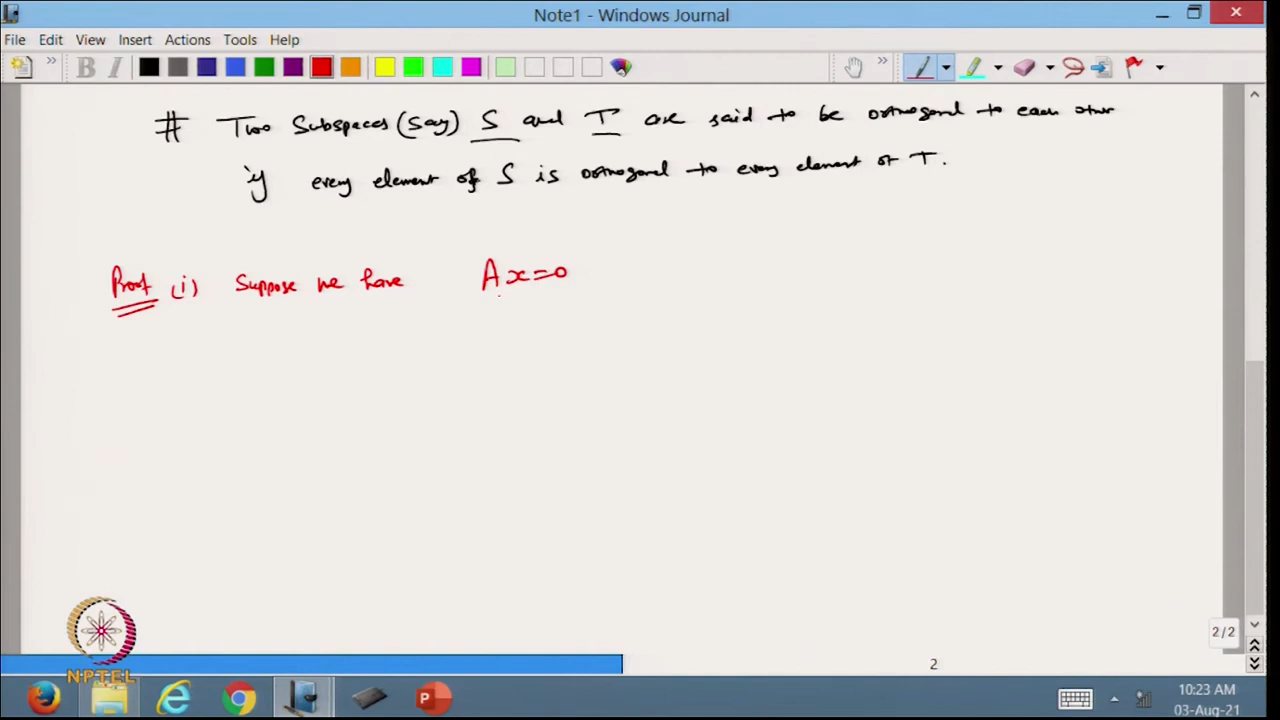 Note1 - Windows Journal
File Edit View Insert Actions Tools Help
# Two Subspaces (say) S and T are said to be orthogonal to each other
if every element of S is orthogonal to every element of T.
Proof (i) Suppose we have Ax=0
2/2
2
NPTEL
10:23 AM
03-Aug-21